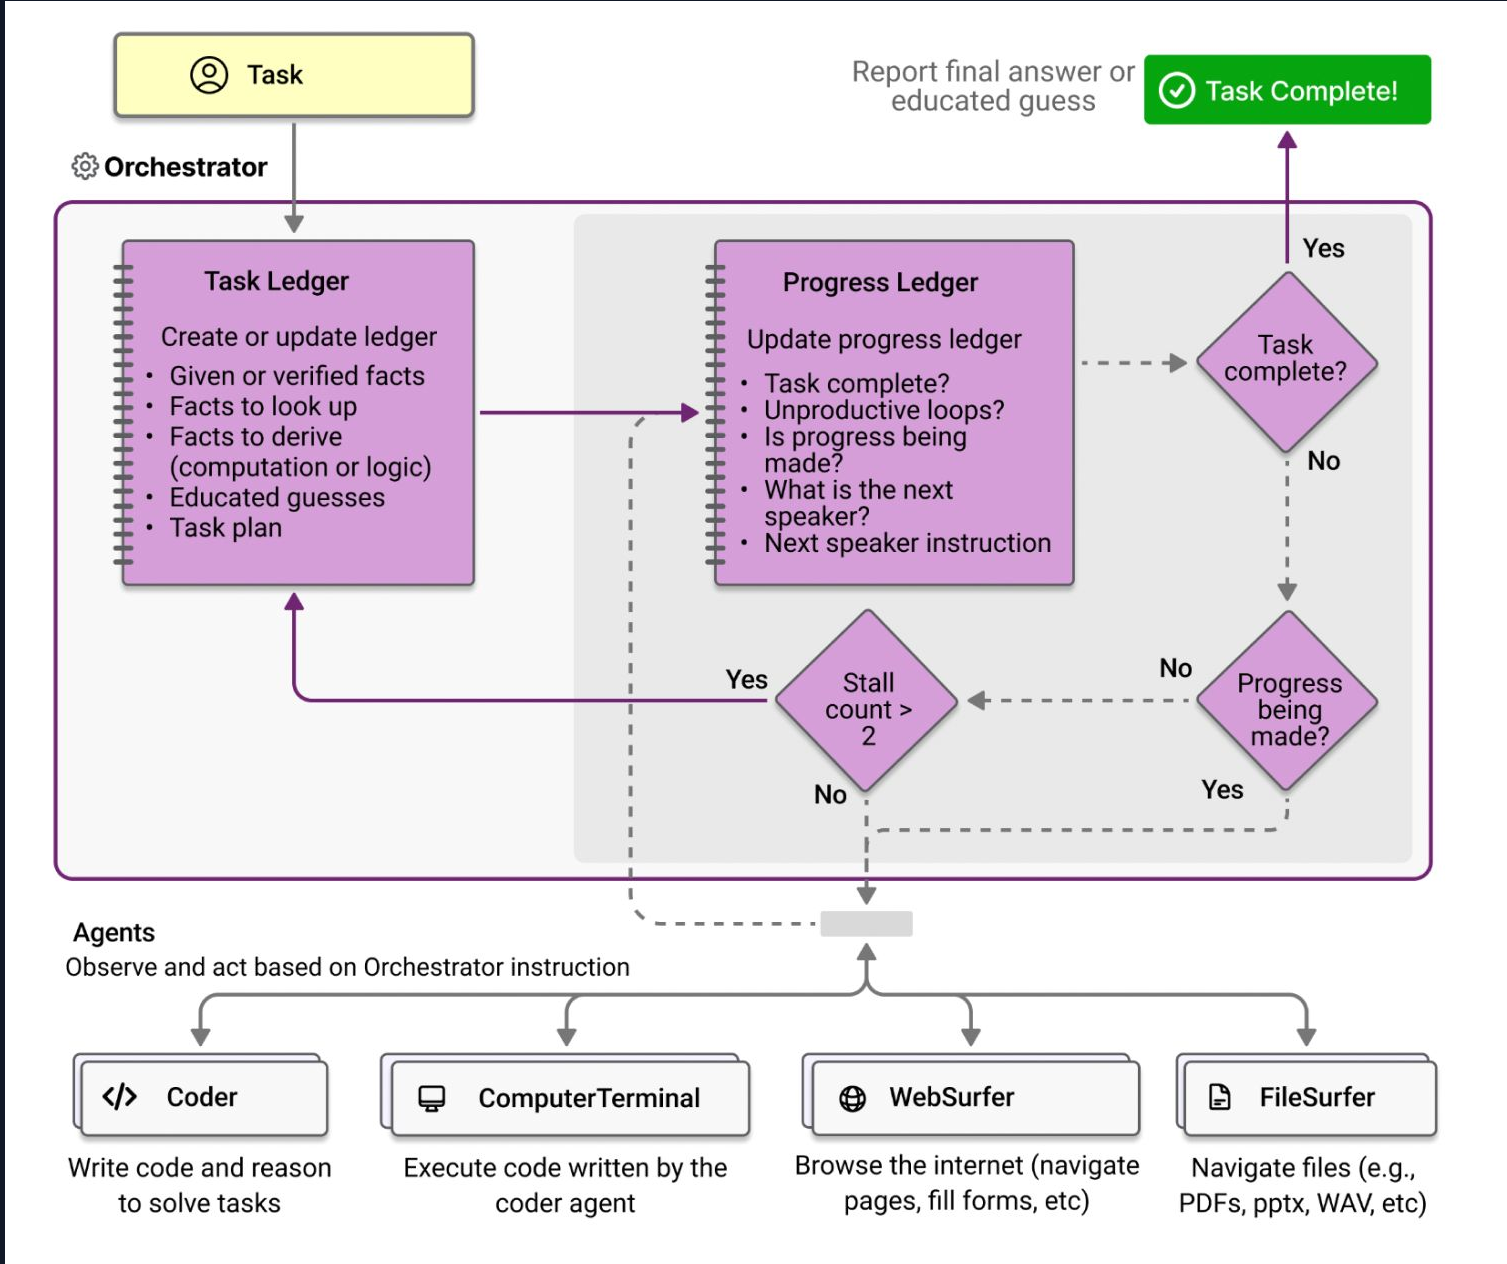 Task
Report final answer or
educated guess
Task Complete!
Orchestrator
Task Ledger
Create or update ledger
• Given or verified facts
• Facts to look up
• Facts to derive
(computation or logic)
• Educated guesses
• Task plan
Progress Ledger
Update progress ledger
• Task complete?
• Unproductive loops?
• Is progress being
made?
• What is the next
speaker?
• Next speaker instruction
Yes
Task
complete?
No
Progress
being
made?
No
Yes
Stall
count >
2
Yes
No
Agents
Observe and act based on Orchestrator instruction
</> Coder
Write code and reason
to solve tasks
ComputerTerminal
Execute code written by the
coder agent
WebSurfer
Browse the internet (navigate
pages, fill forms, etc)
FileSurfer
Navigate files (e.g.,
PDFs, pptx, WAV, etc)